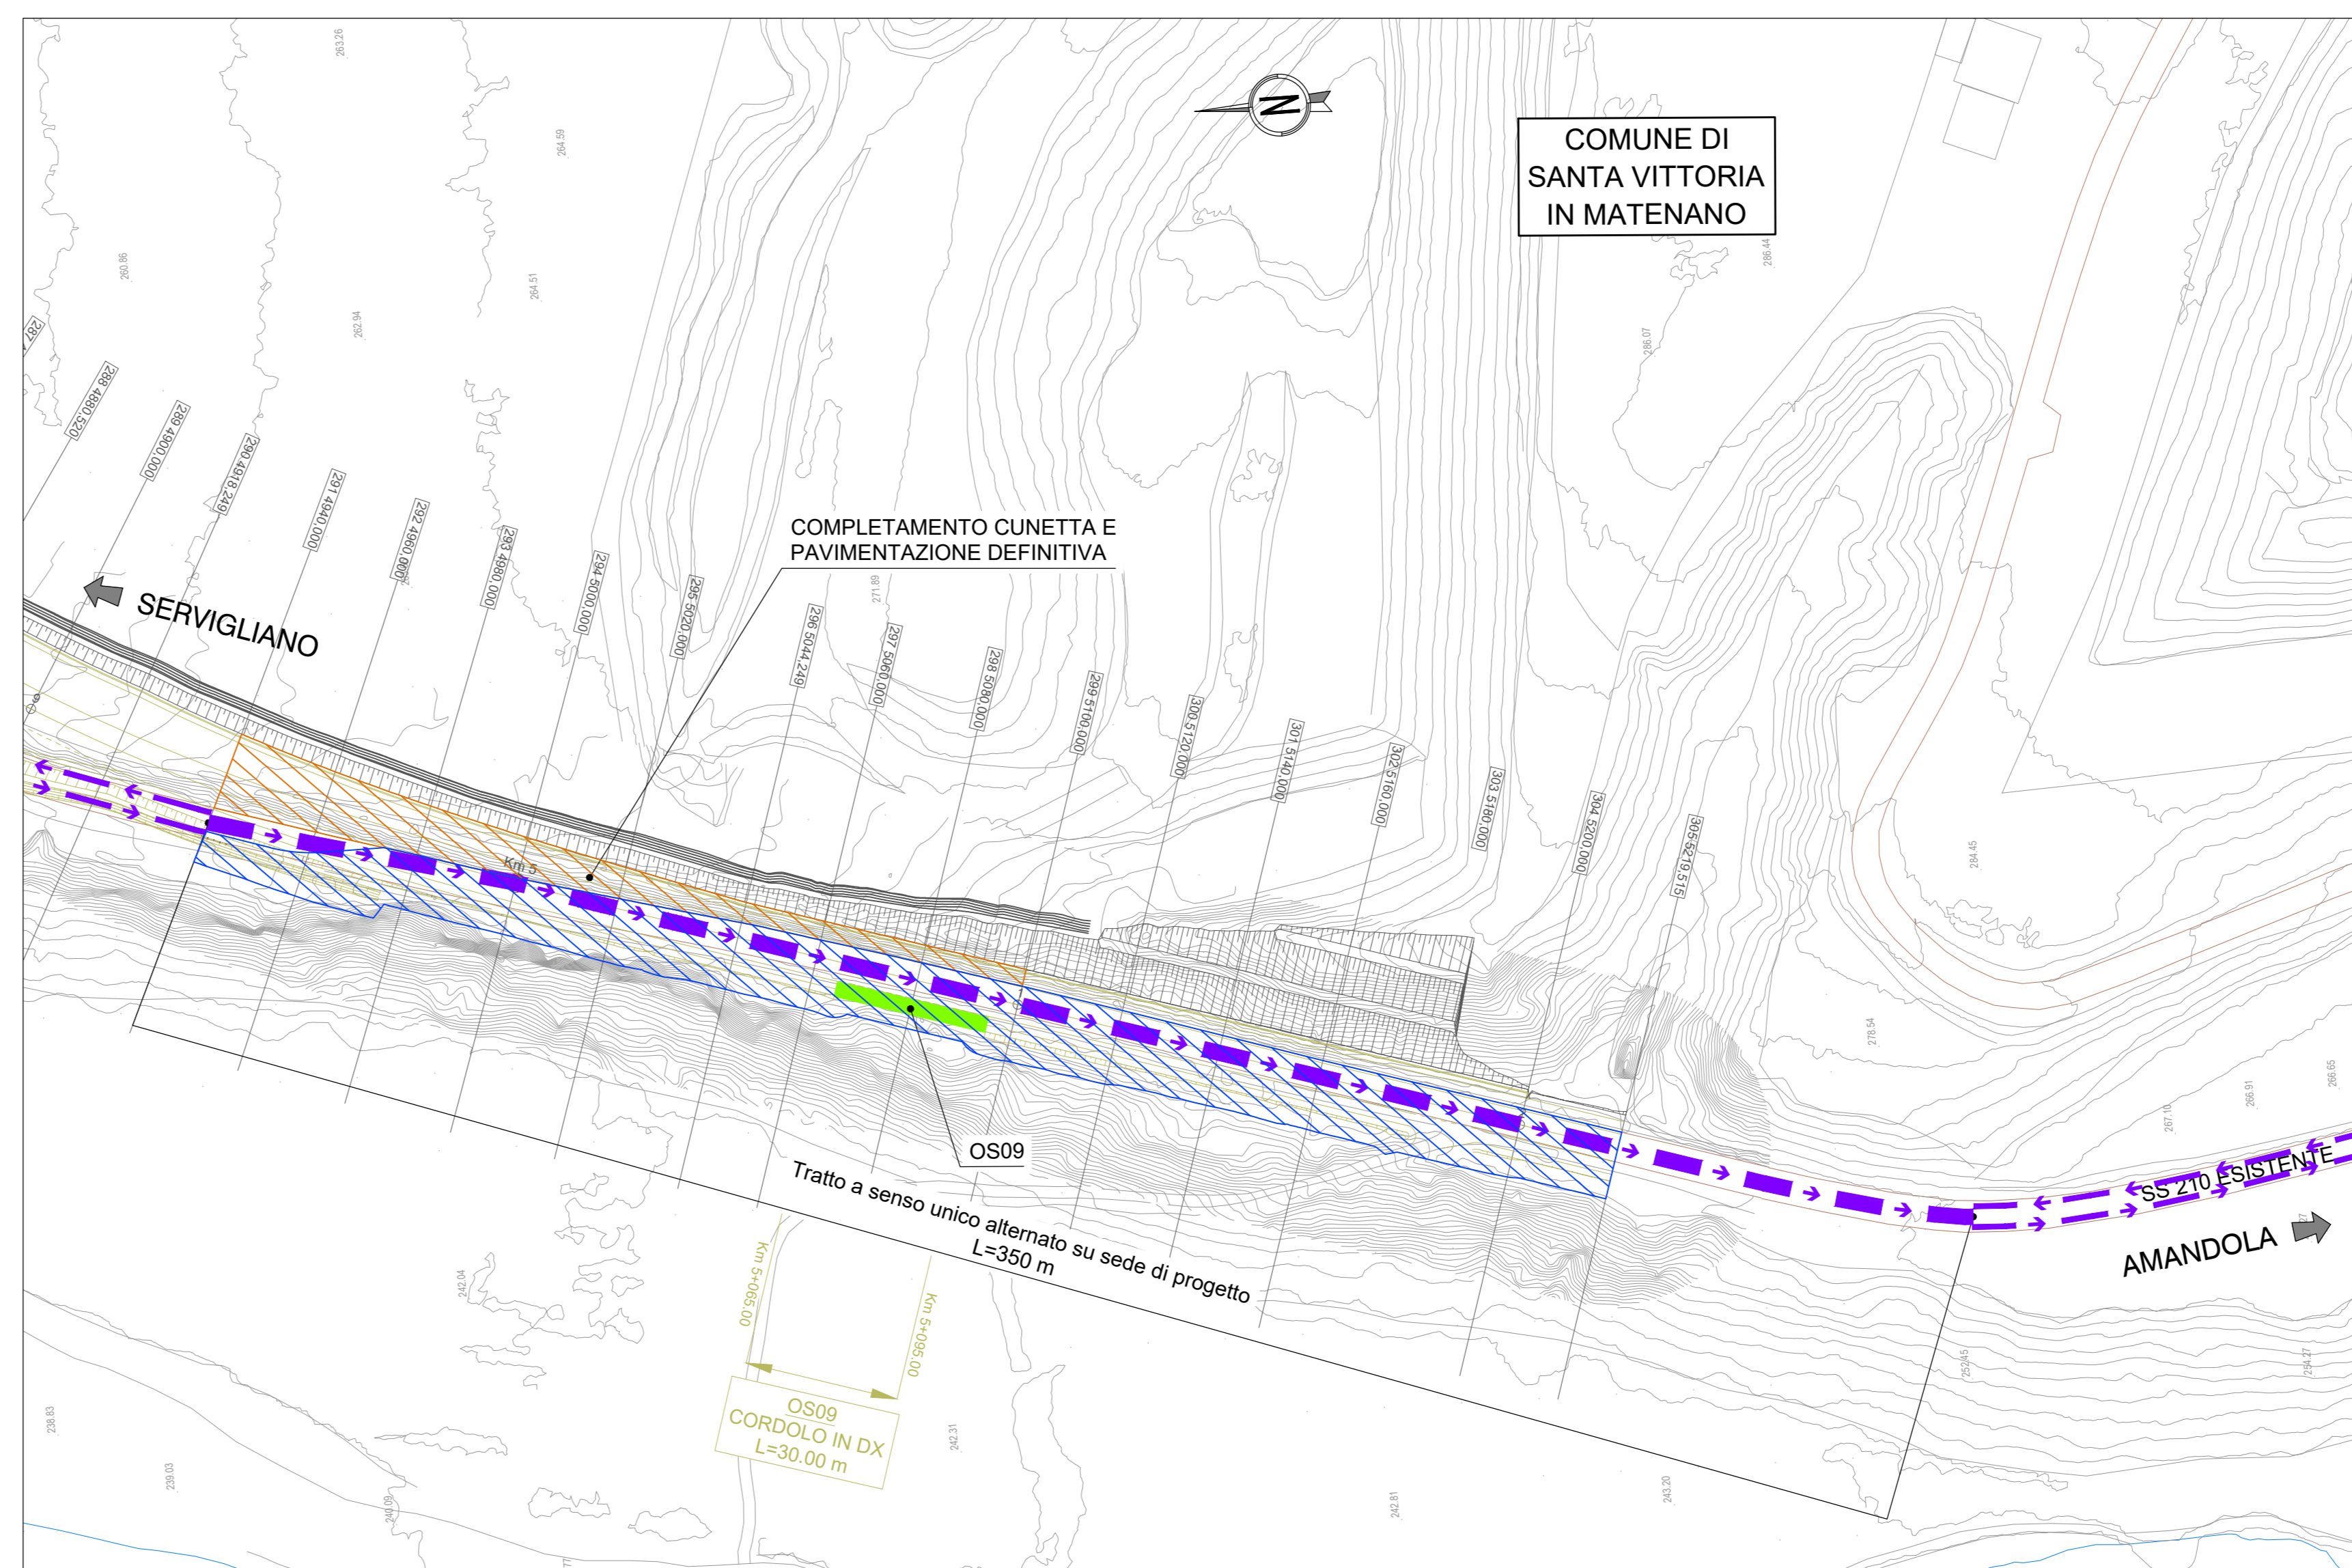 263.26
264.59
260.86
264.51
262.94
N
COMUNE DI
SANTA VITTORIA
IN MATENANO
286.44
286.07
288 4880.520
289 4900.000
290 4918.249
291 4940.000
292 4960.000
293 4980.000
294 5000.000
295 5020.000
296 5044.249
297 5060.000
298 5080.000
299 5100.000
300 5120.000
301 5140.000
302 5160.000
303 5180.000
304 5200.000
305 5219.515
COMPLETAMENTO CUNETTA E
PAVIMENTAZIONE DEFINITIVA
271.89
SERVIGLIANO
Km 5
284.45
278.54
267.10
266.91
266.65
OS09
Tratto a senso unico alternato su sede di progetto
L=350 m
SS 210 ESISTENTE
AMANDOLA
Km 5+065.00
Km 5+095.00
OS09
CORDOLO IN DX
L=30.00 m
242.04
238.83
239.03
240.09
242.31
242.81
243.20
252.45
254.27